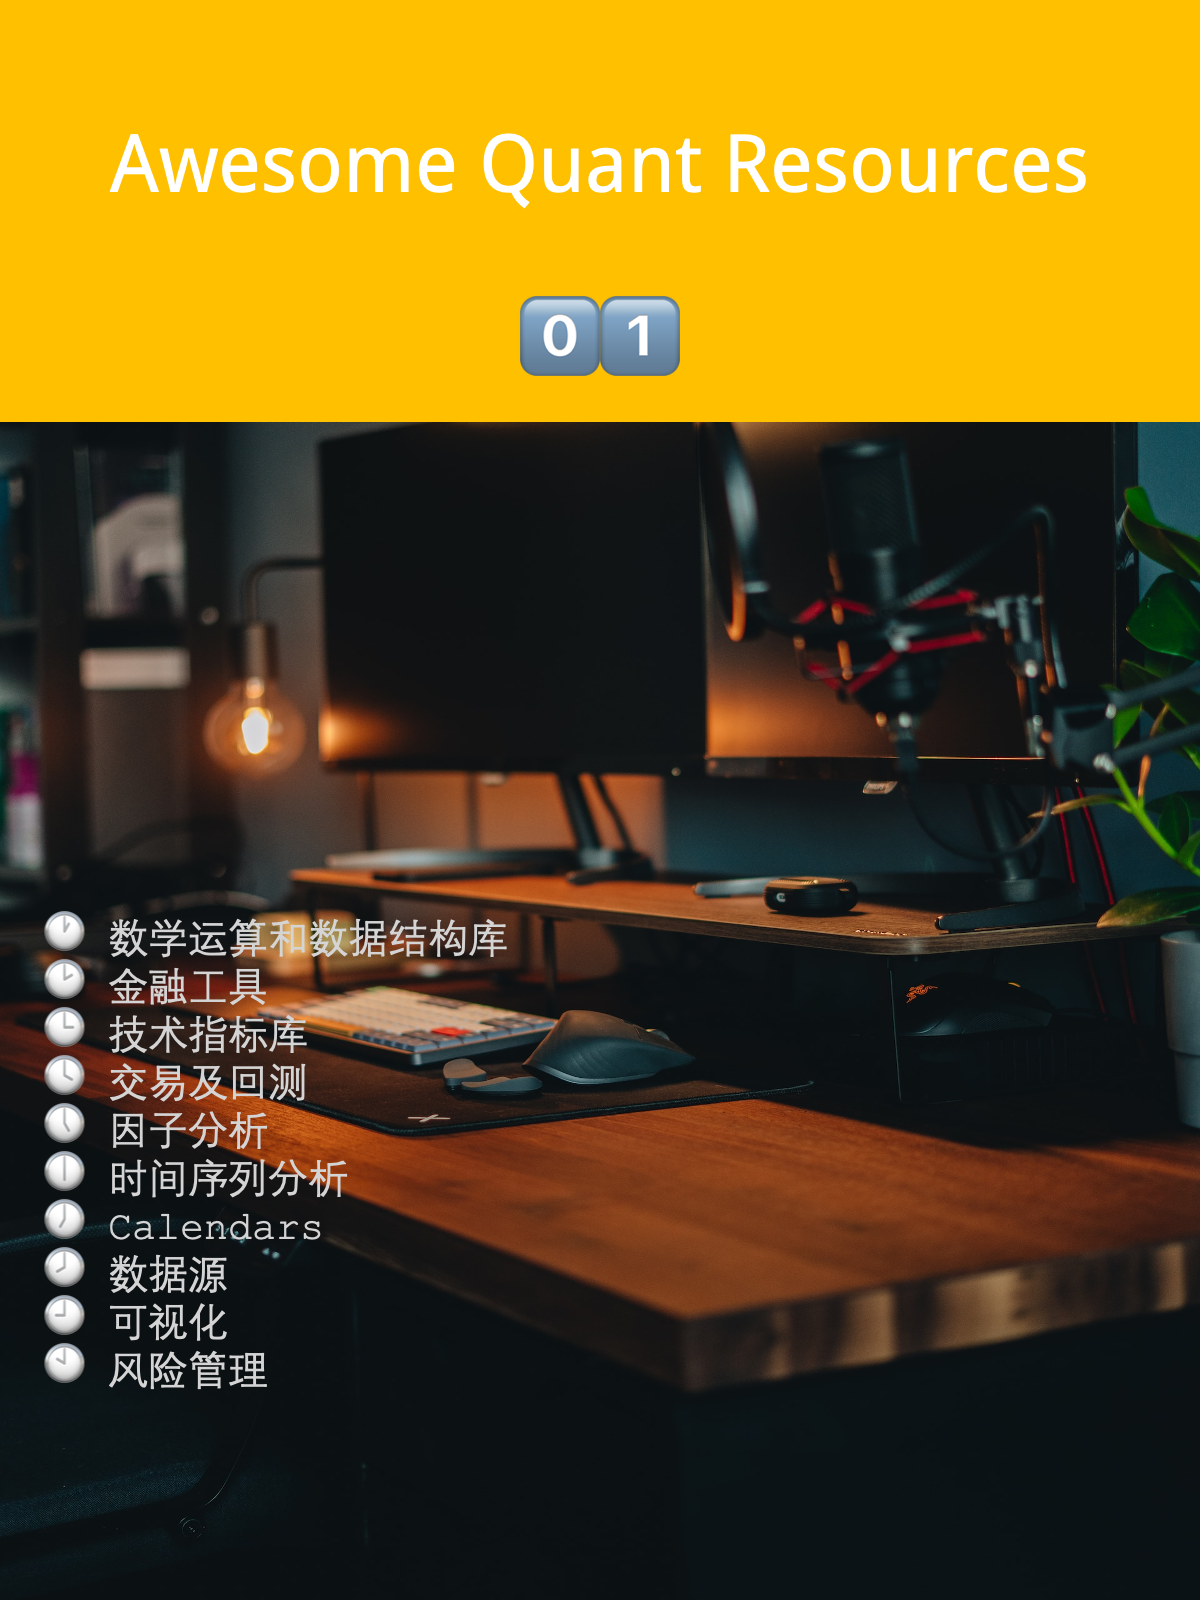 Awesome Quant Resources
01
数学运算和数据结构库
金融工具
技术指标库
交易及回测
因子分析
时间序列分析
Calendars
数据源
可视化
风险管理